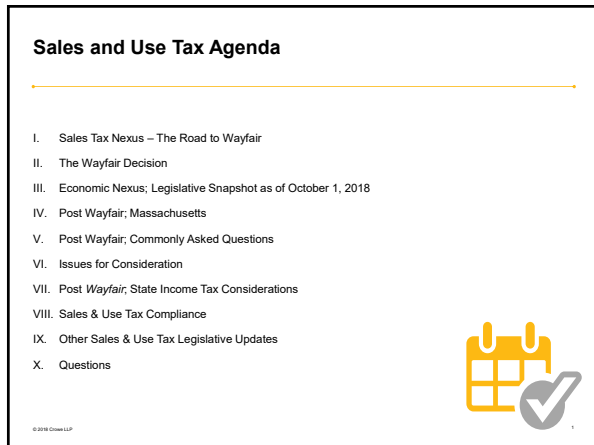 Sales and Use Tax Agenda
I. Sales Tax Nexus – The Road to Wayfair
II. The Wayfair Decision
III. Economic Nexus; Legislative Snapshot as of October 1, 2018
IV. Post Wayfair; Massachusetts
V. Post Wayfair; Commonly Asked Questions
VI. Issues for Consideration
VII. Post Wayfair; State Income Tax Considerations
VIII. Sales & Use Tax Compliance
IX. Other Sales & Use Tax Legislative Updates
X. Questions
© 2018 Crowe LLP
1